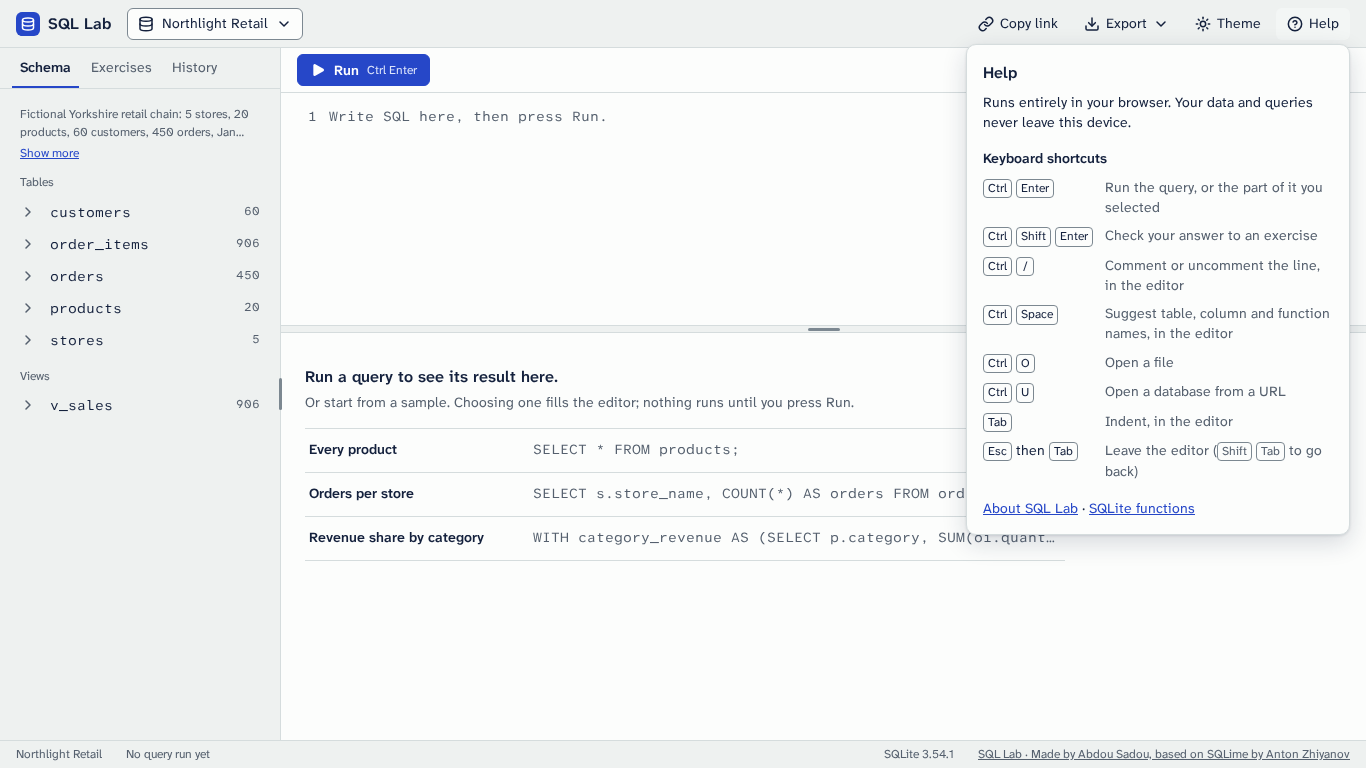 SQL Lab
Northlight Retail
Copy link
Export
Theme
Help
Schema
Exercises
History
Fictional Yorkshire retail chain: 5 stores, 20
products, 60 customers, 450 orders, Jan…
Show more
Tables
customers 60
order_items 906
orders 450
products 20
stores 5
Views
v_sales 906
Run Ctrl Enter
1 Write SQL here, then press Run.
Run a query to see its result here.
Or start from a sample. Choosing one fills the editor; nothing runs until you press Run.
Every product SELECT * FROM products;
Orders per store SELECT s.store_name, COUNT(*) AS orders FROM ord
Revenue share by category WITH category_revenue AS (SELECT p.category, SUM(oi.quant…
Help
Runs entirely in your browser. Your data and queries
never leave this device.
Keyboard shortcuts
Ctrl Enter Run the query, or the part of it you
selected
Ctrl Shift Enter Check your answer to an exercise
Ctrl / Comment or uncomment the line,
in the editor
Ctrl Space Suggest table, column and function
names, in the editor
Ctrl O Open a file
Ctrl U Open a database from a URL
Tab Indent, in the editor
Esc then Tab Leave the editor (Shift Tab to go
back)
About SQL Lab · SQLite functions
Northlight Retail
No query run yet
SQLite 3.54.1
SQL Lab · Made by Abdou Sadou, based on SQLime by Anton Zhiyanov